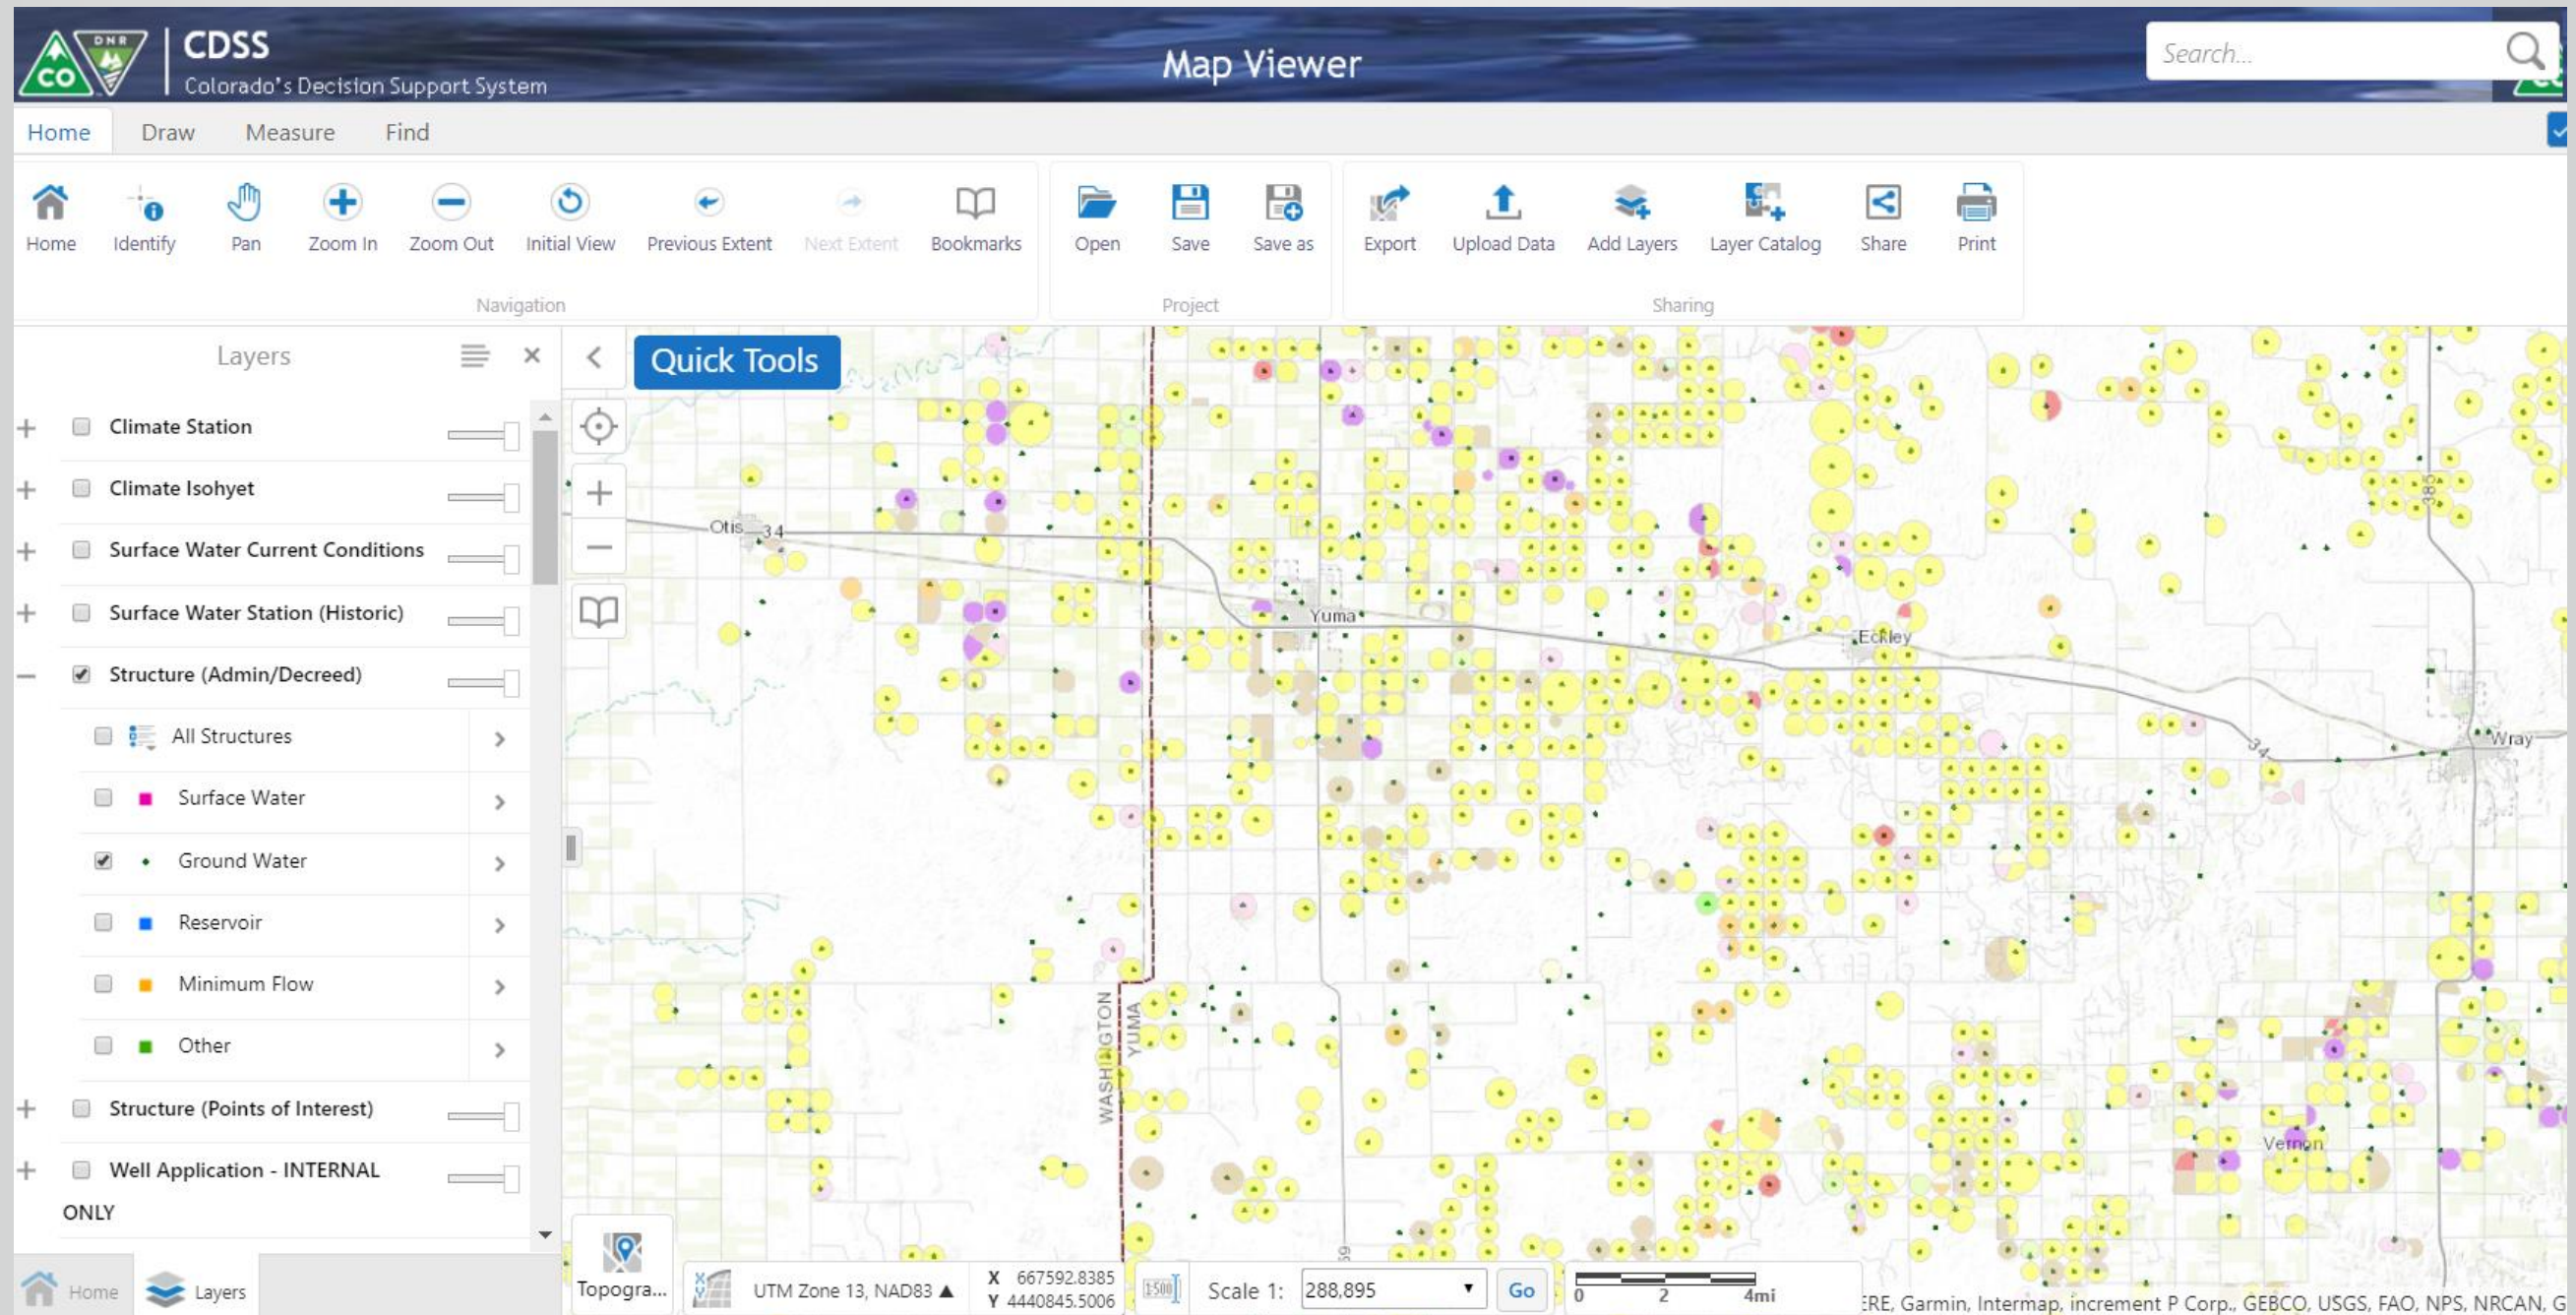 DNR
CO
CDSS
Colorado's Decision Support System
Map Viewer
Search...
Home
Draw
Measure
Find
Home
Identify
Pan
Zoom In
Zoom Out
Initial View
Previous Extent
Next Extent
Bookmarks
Navigation
Open
Save
Save as
Project
Export
Upload Data
Add Layers
Layer Catalog
Share
Print
Sharing
Layers
Climate Station
Climate Isohyet
Surface Water Current Conditions
Surface Water Station (Historic)
Structure (Admin/Decreed)
All Structures
Surface Water
Ground Water
Reservoir
Minimum Flow
Other
Structure (Points of Interest)
Well Application - INTERNAL
ONLY
Home
Layers
Quick Tools
Otis
34
Yuma
Eckley
385
34
Wray
WASHINGTON
YUMA
Vernon
59
Topogra...
UTM Zone 13, NAD83
X 667592.8385
Y 4440845.5006
1:500
Scale 1:
288,895
Go
0 2 4mi
ERE, Garmin, Intermap, increment P Corp., GEBCO, USGS, FAO, NPS, NRCAN, G